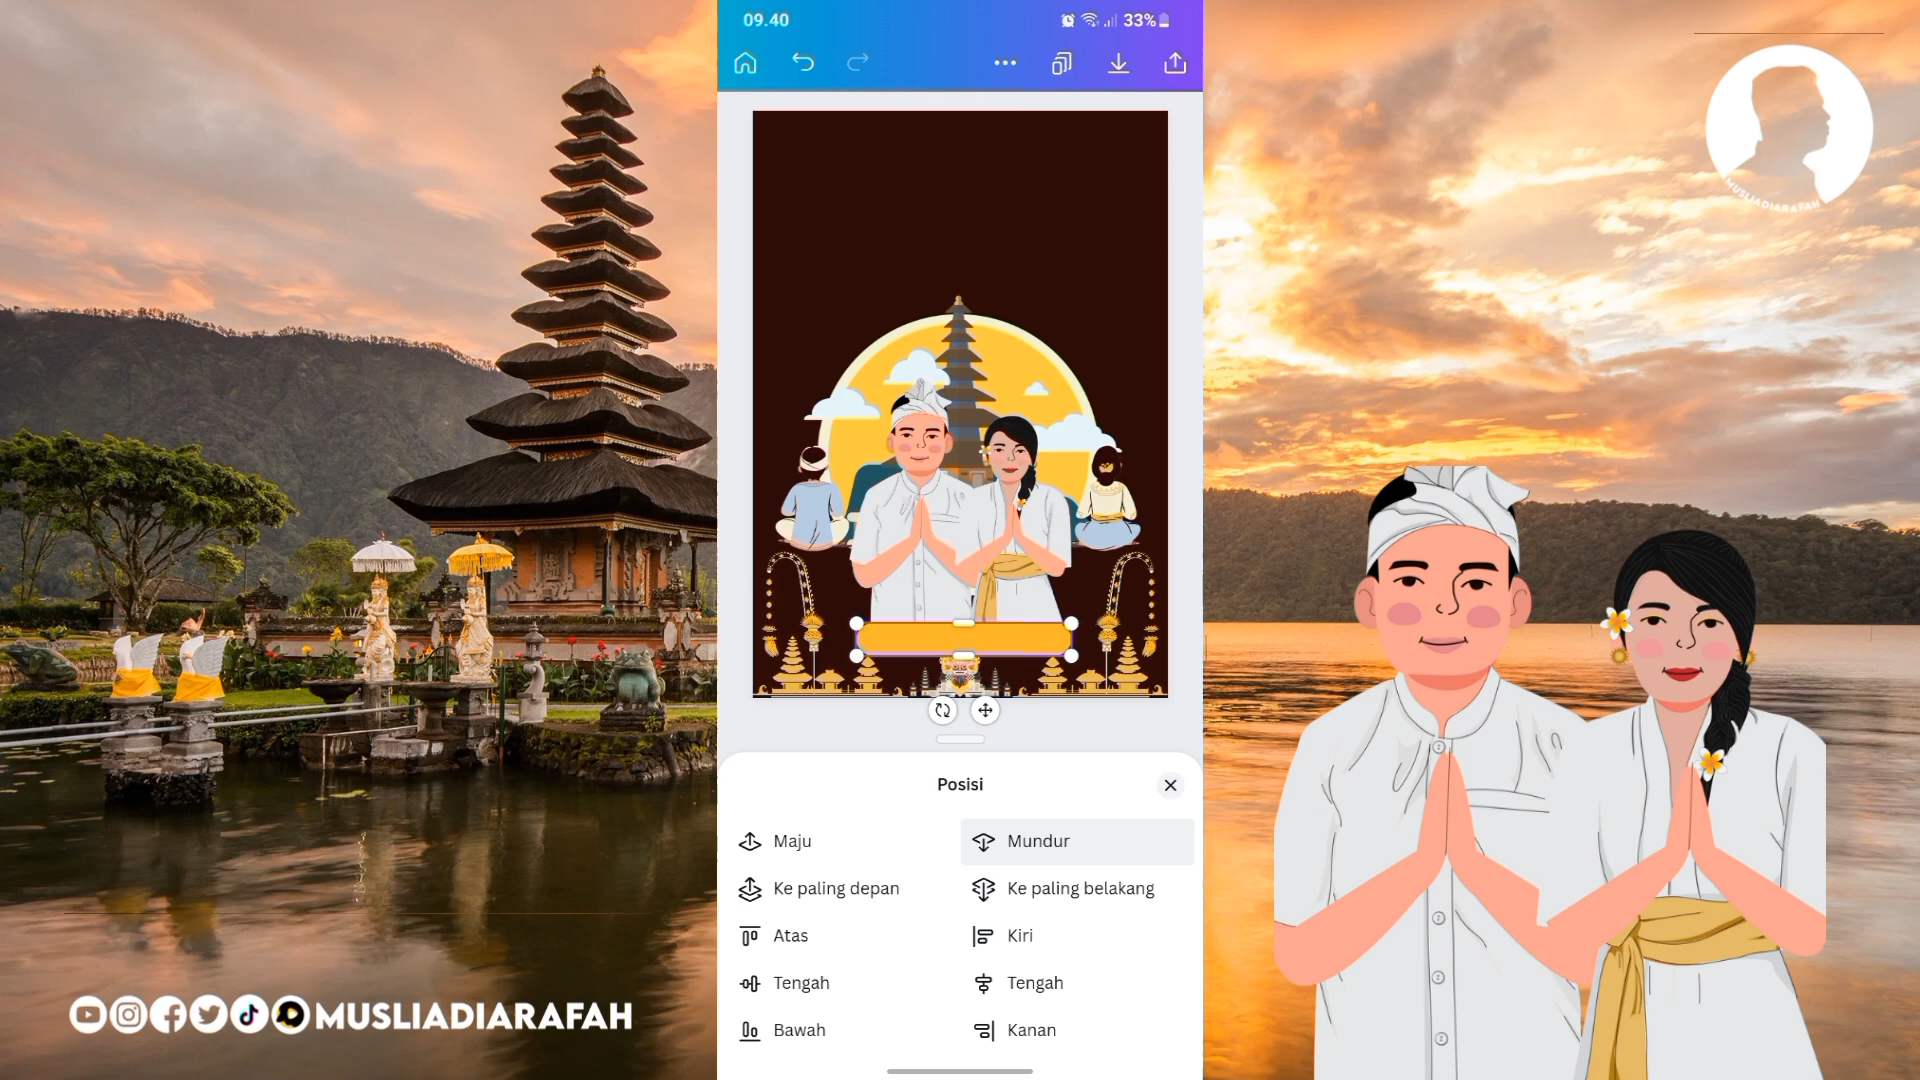 09.40
33%
Posisi
Maju
Mundur
Ke paling depan
Ke paling belakang
Atas
Kiri
Tengah
Tengah
Bawah
Kanan
MUSLIADIARAFAH
MUSLIADIARAFAH